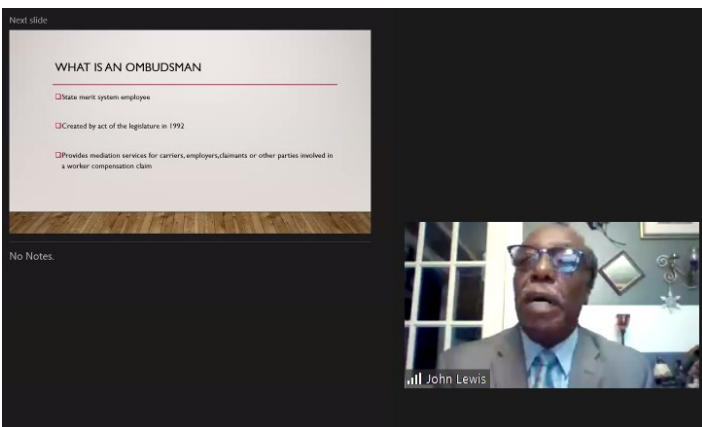 Next slide
WHAT IS AN OMBUDSMAN
❑State merit system employee
❑Created by act of the legislature in 1992
❑Provides mediation services for carriers, employers,claimants or other parties involved in
a worker compensation claim
No Notes.
John Lewis